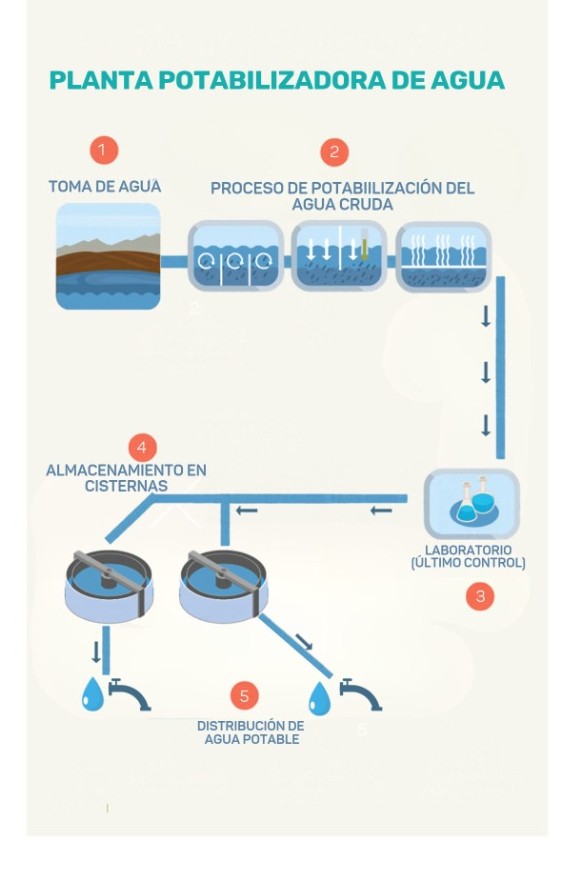 PLANTA POTABILIZADORA DE AGUA
1
TOMA DE AGUA
2
PROCESO DE POTABIILIZACIÓN DEL
AGUA CRUDA
4
ALMACENAMIENTO EN
CISTERNAS
LABORATORIO
(ÚLTIMO CONTROL)
3
5
DISTRIBUCIÓN DE
AGUA POTABLE
5